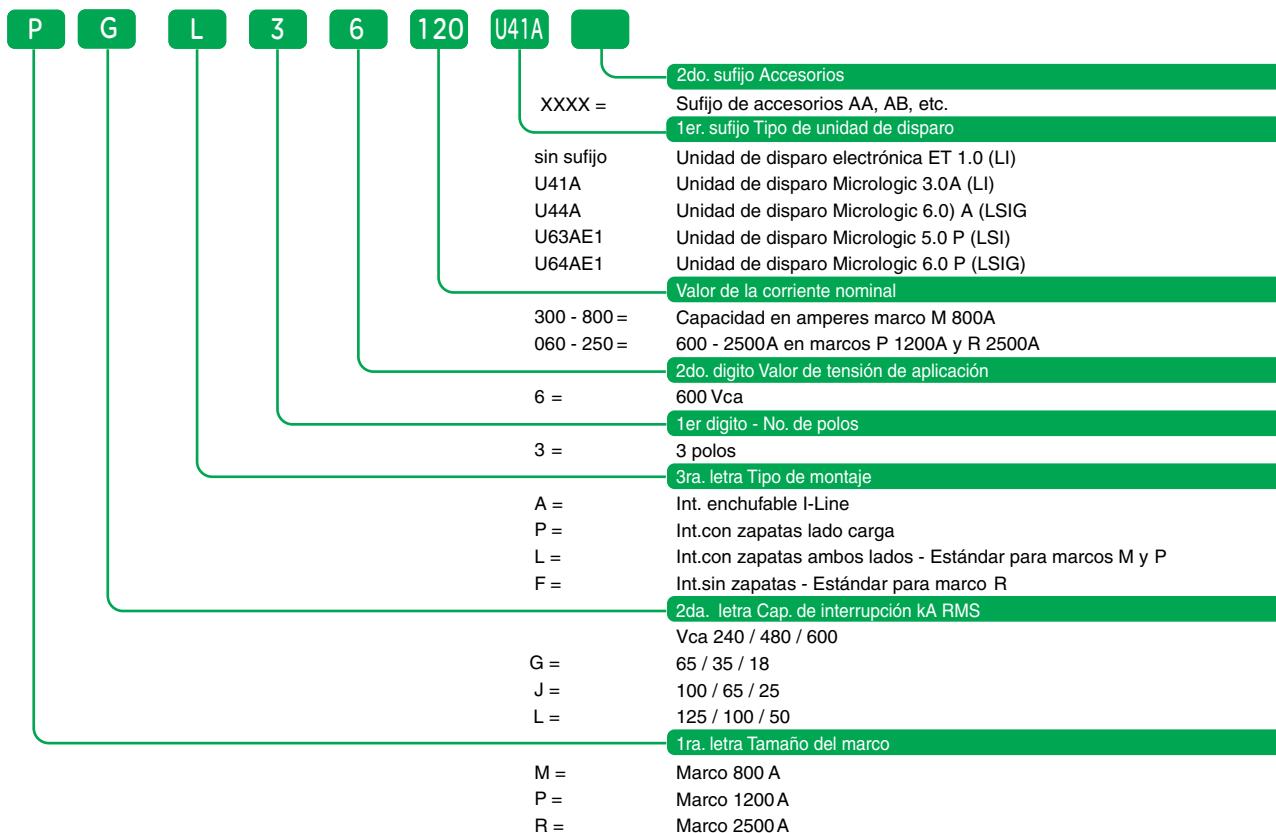 P G L 3 6 120 U41A
2do. sufijo Accesorios
XXXX = Sufijo de accesorios AA, AB, etc.
1er. sufijo Tipo de unidad de disparo
sin sufijo Unidad de disparo electrónica ET 1.0 (LI)
U41A Unidad de disparo Micrologic 3.0A (LI)
U44A Unidad de disparo Micrologic 6.0) A (LSIG
U63AE1 Unidad de disparo Micrologic 5.0 P (LSI)
U64AE1 Unidad de disparo Micrologic 6.0 P (LSIG)
Valor de la corriente nominal
300 - 800 = Capacidad en amperes marco M 800A
060 - 250 = 600 - 2500A en marcos P 1200A y R 2500A
2do. digito Valor de tensión de aplicación
6 = 600 Vca
1er digito - No. de polos
3 = 3 polos
3ra. letra Tipo de montaje
A = Int. enchufable I-Line
P = Int.con zapatas lado carga
L = Int.con zapatas ambos lados - Estándar para marcos M y P
F = Int.sin zapatas - Estándar para marco R
2da. letra Cap. de interrupción kA RMS
Vca 240 / 480 / 600
G = 65 / 35 / 18
J = 100 / 65 / 25
L = 125 / 100 / 50
1ra. letra Tamaño del marco
M = Marco 800 A
P = Marco 1200 A
R = Marco 2500 A